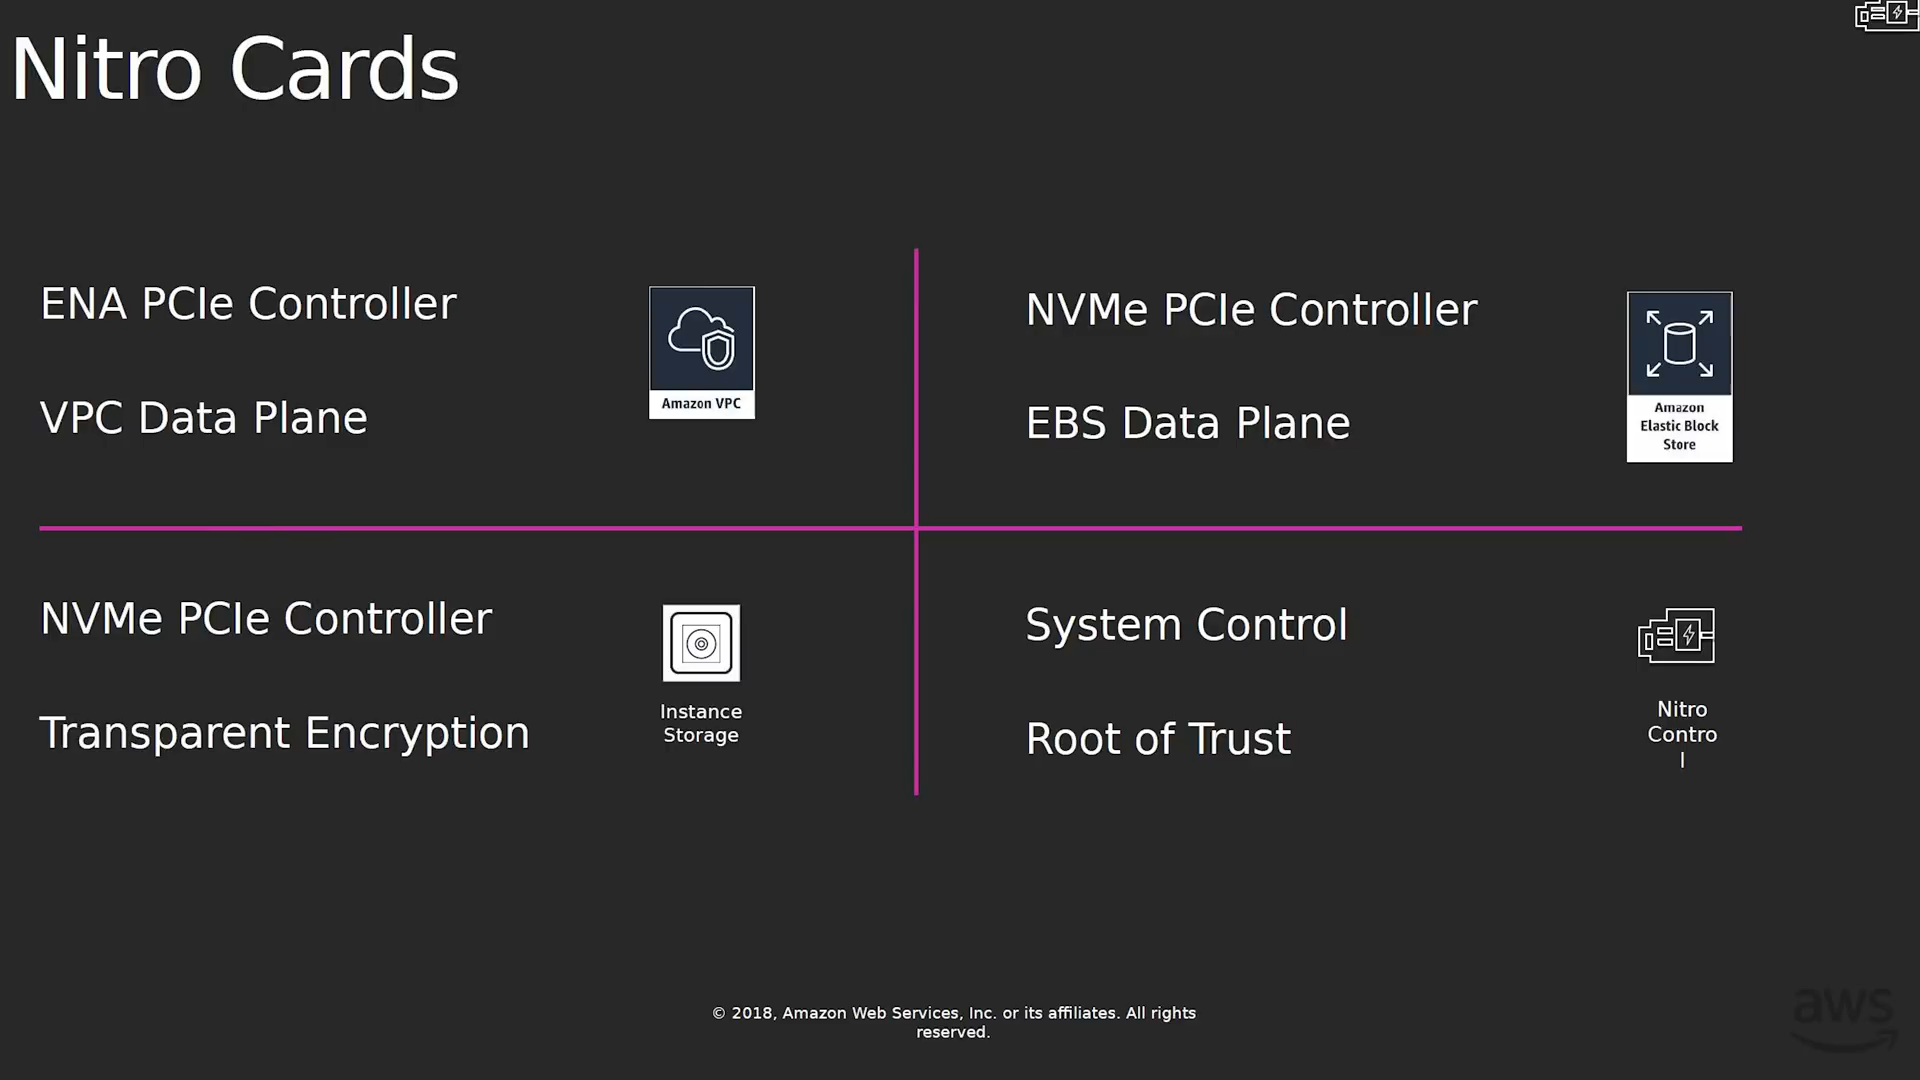 Nitro Cards
ENA PCIe Controller
VPC Data Plane
Amazon VPC
NVMe PCIe Controller
EBS Data Plane
Amazon
Elastic Block
Store
NVMe PCIe Controller
Transparent Encryption
Instance
Storage
System Control
Root of Trust
Nitro
Contro
l
© 2018, Amazon Web Services, Inc. or its affiliates. All rights
reserved.
aws